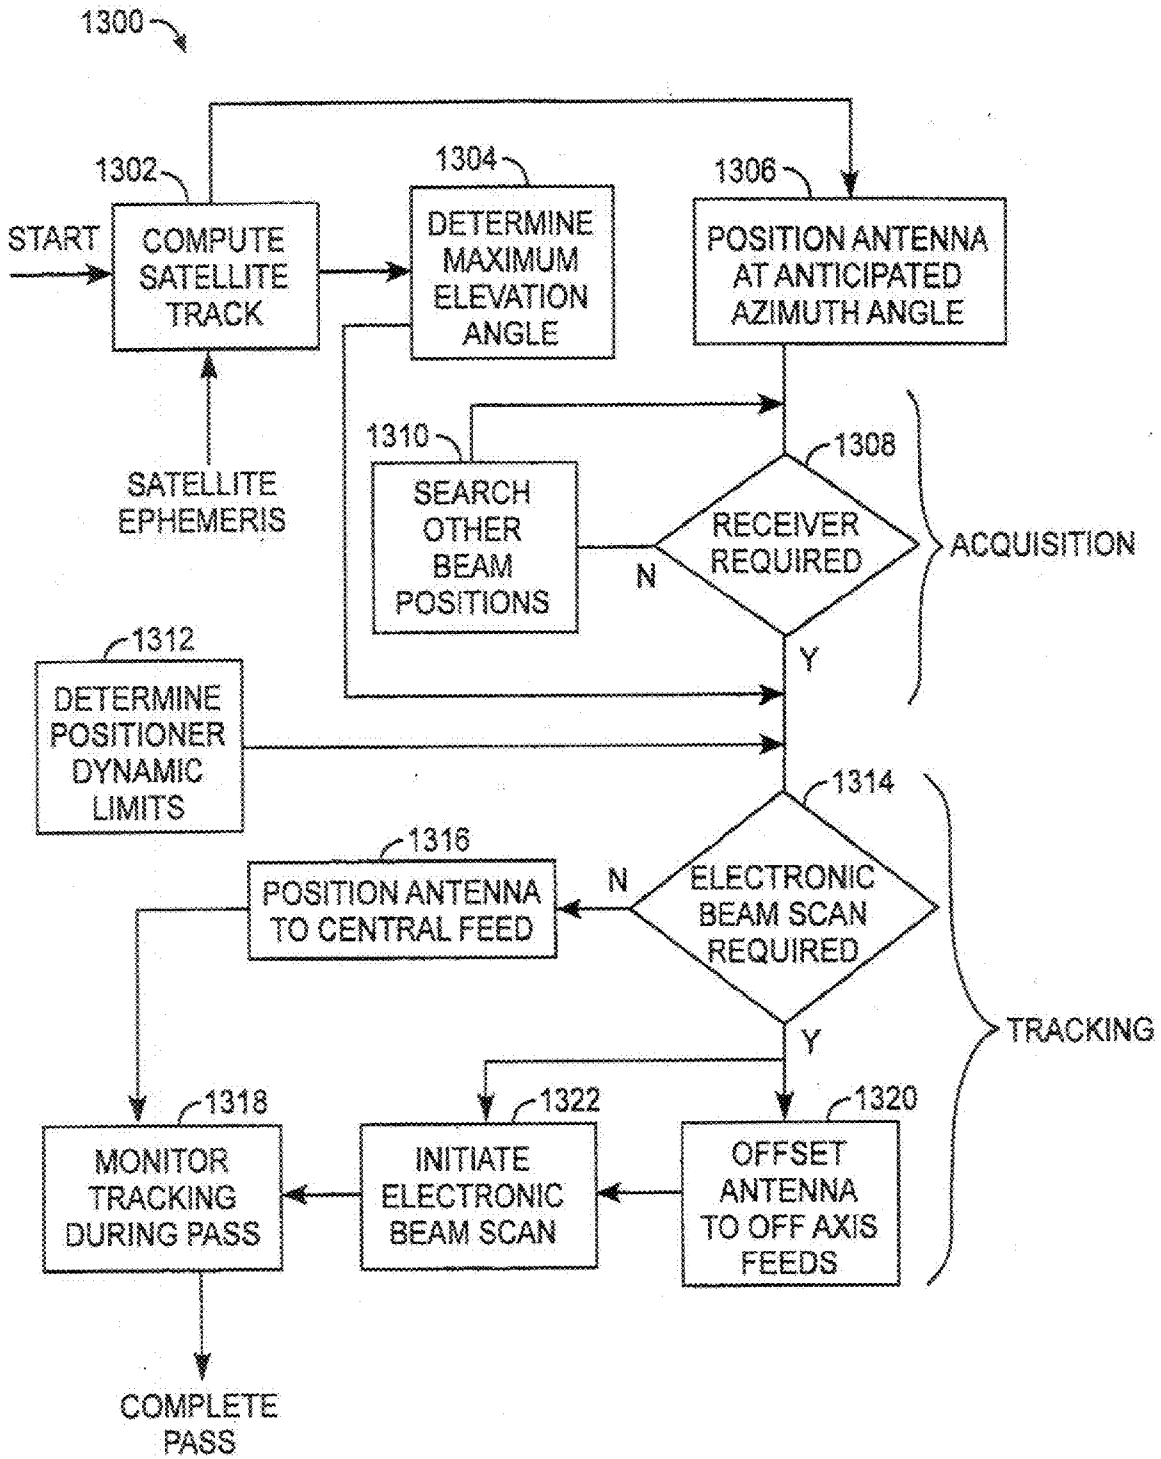 1300
1302
1304
1306
START
COMPUTE
SATELLITE
TRACK
DETERMINE
MAXIMUM
ELEVATION
ANGLE
POSITION ANTENNA
AT ANTICIPATED
AZIMUTH ANGLE
SATELLITE
EPHEMERIS
1310
SEARCH
OTHER
BEAM
POSITIONS
1308
RECEIVER
REQUIRED
N
Y
ACQUISITION
1312
DETERMINE
POSITIONER
DYNAMIC
LIMITS
1314
ELECTRONIC
BEAM SCAN
REQUIRED
N
Y
1316
POSITION ANTENNA
TO CENTRAL FEED
TRACKING
1318
MONITOR
TRACKING
DURING PASS
1322
INITIATE
ELECTRONIC
BEAM SCAN
1320
OFFSET
ANTENNA
TO OFF AXIS
FEEDS
COMPLETE
PASS